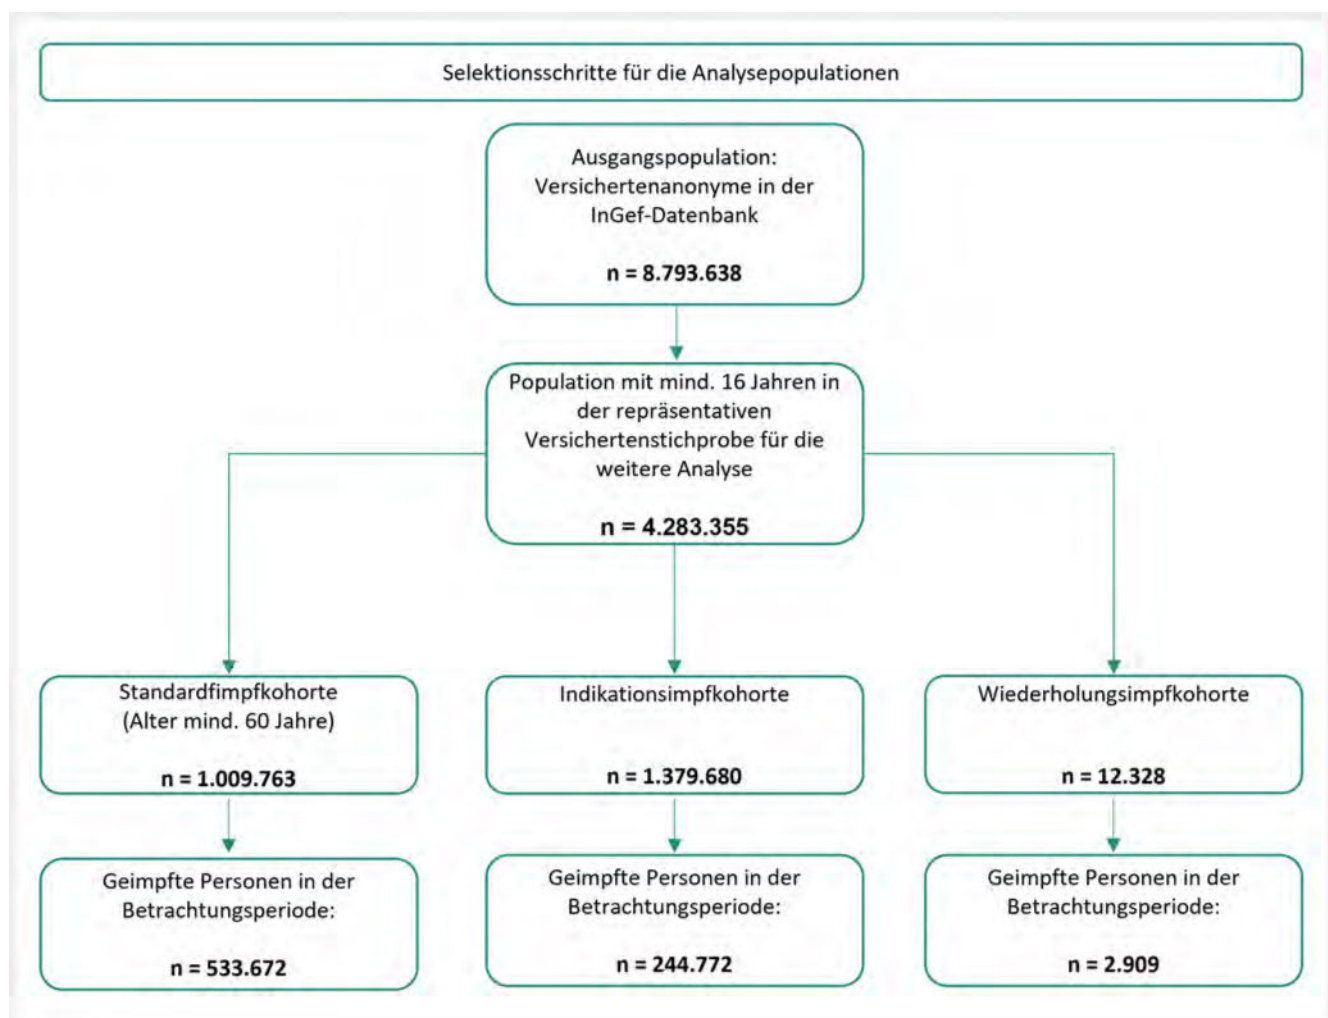 Selektionsschritte für die Analysepopulationen
Ausgangspopulation:
Versichertenanonyme in der
InGef-Datenbank
n = 8.793.638
Population mit mind. 16 Jahren in
der repräsentativen
Versichertenstichprobe für die
weitere Analyse
n = 4.283.355
Standardfimpfkohorte
(Alter mind. 60 Jahre)
n = 1.009.763
Indikationsimpfkohorte
n = 1.379.680
Wiederholungsimpfkohorte
n = 12.328
Geimpfte Personen in der
Betrachtungsperiode:
n = 533.672
Geimpfte Personen in der
Betrachtungsperiode:
n = 244.772
Geimpfte Personen in der
Betrachtungsperiode:
n = 2.909